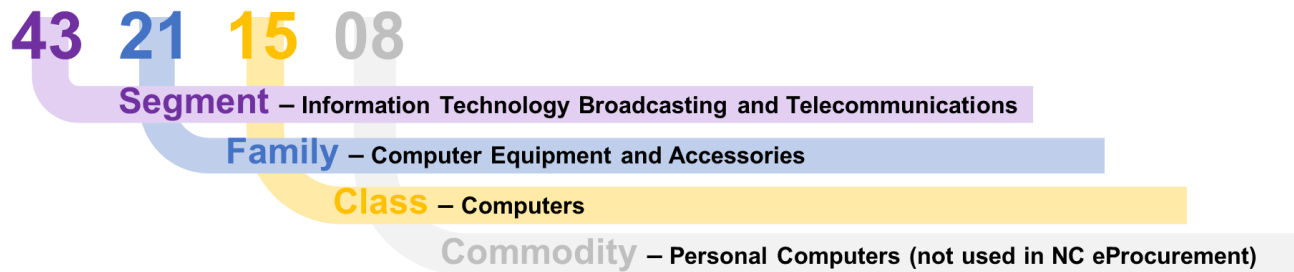 43 21 15 08
Segment – Information Technology Broadcasting and Telecommunications
Family – Computer Equipment and Accessories
Class – Computers
Commodity – Personal Computers (not used in NC eProcurement)